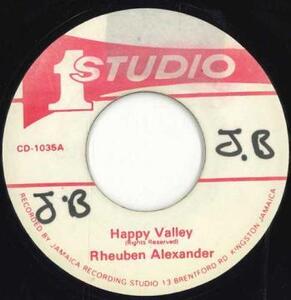 1 STUDIO
CD-1035A
J.B
J.B
Happy Valley
(Rights Reserved)
Rheuben Alexander
RECORDED BY JAMAICA RECORDING STUDIO 13 BRENTFORD RD KINGSTON JAMAICA